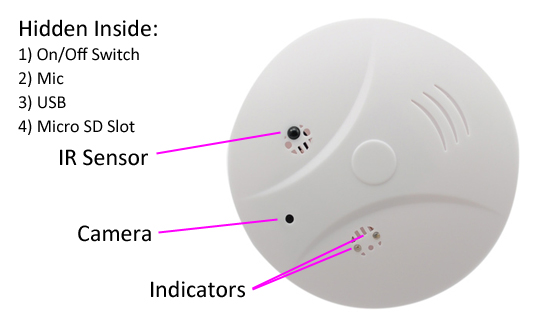 Hidden Inside:
1) On/Off Switch
2) Mic
3) USB
4) Micro SD Slot
IR Sensor
Camera
Indicators